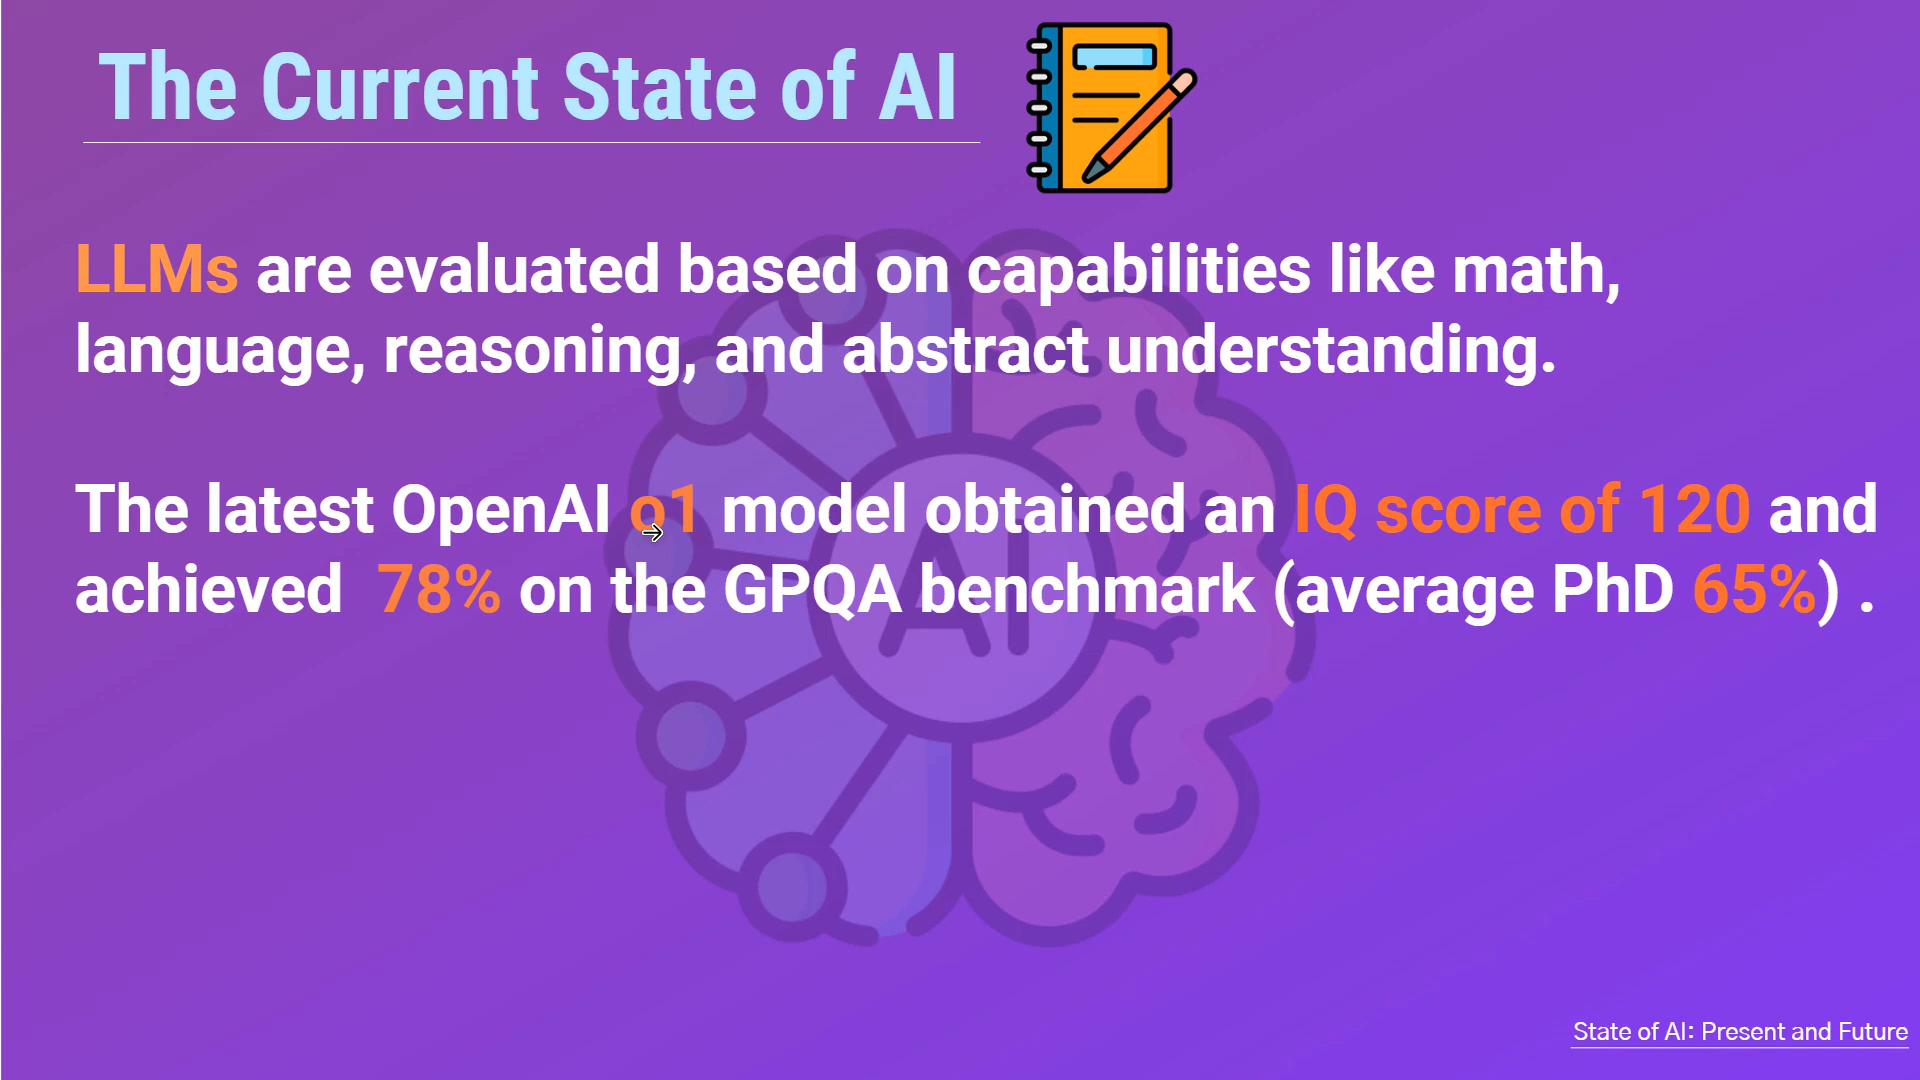 The Current State of AI
LLMs are evaluated based on capabilities like math,
language, reasoning, and abstract understanding.
The latest OpenAI o1 model obtained an IQ score of 120 and
achieved  78% on the GPQA benchmark (average PhD 65%) .
AI
State of AI: Present and Future